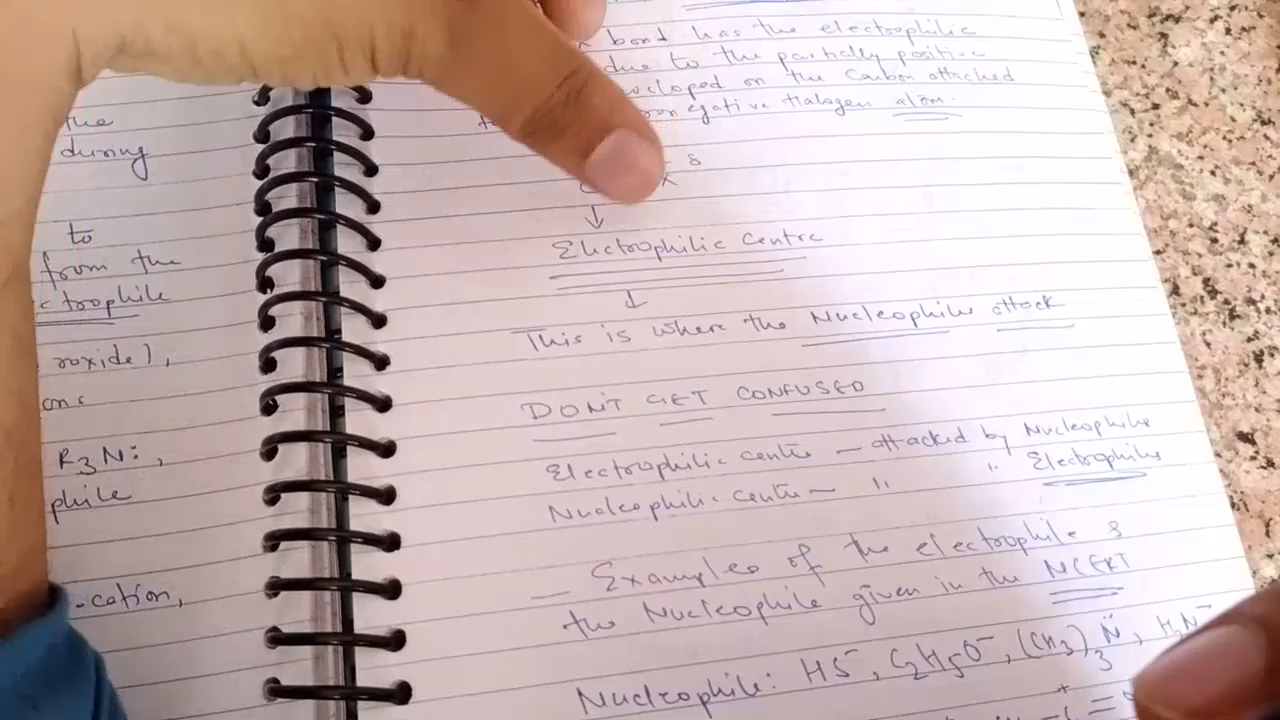 the
during
to
from the
ctrophile
roxide),
R3N:,
phile
-cation,
bond has the electrophilic
due to the partially positive
veloped on the Carbon attached
negative Halogen atom.
δ
X
↓
Electrophilic Centre
↓
This is where the Nucleophile attack
DON'T GET CONFUSED
Electrophilic centre — attacked by Nucleophile
Nucleophilic centre — " " Electrophile
— Examples of the electrophile &
the Nucleophile given in the NCERT
Nucleophile: HS⁻, C2H5O⁻, (CH3)3N̈, H2N⁻